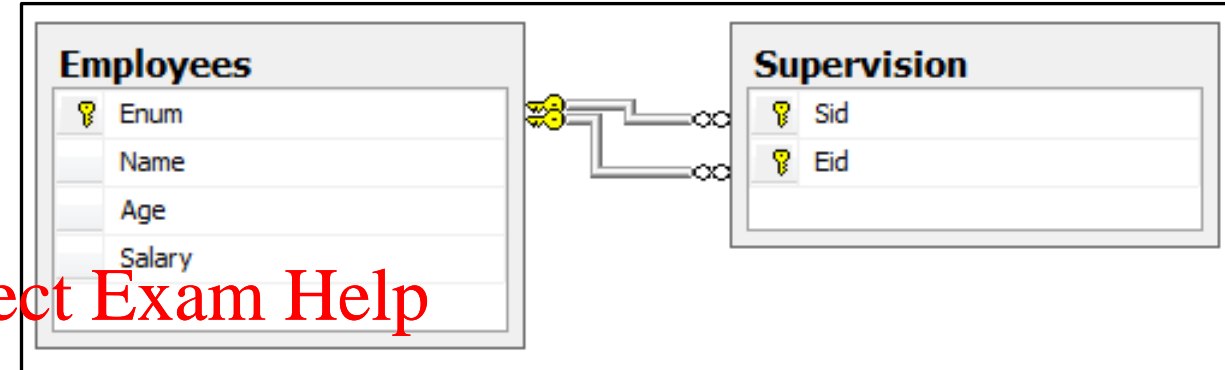 Employees
Enum
Name
Age
Salary
Supervision
Sid
Eid
ect Exam Help